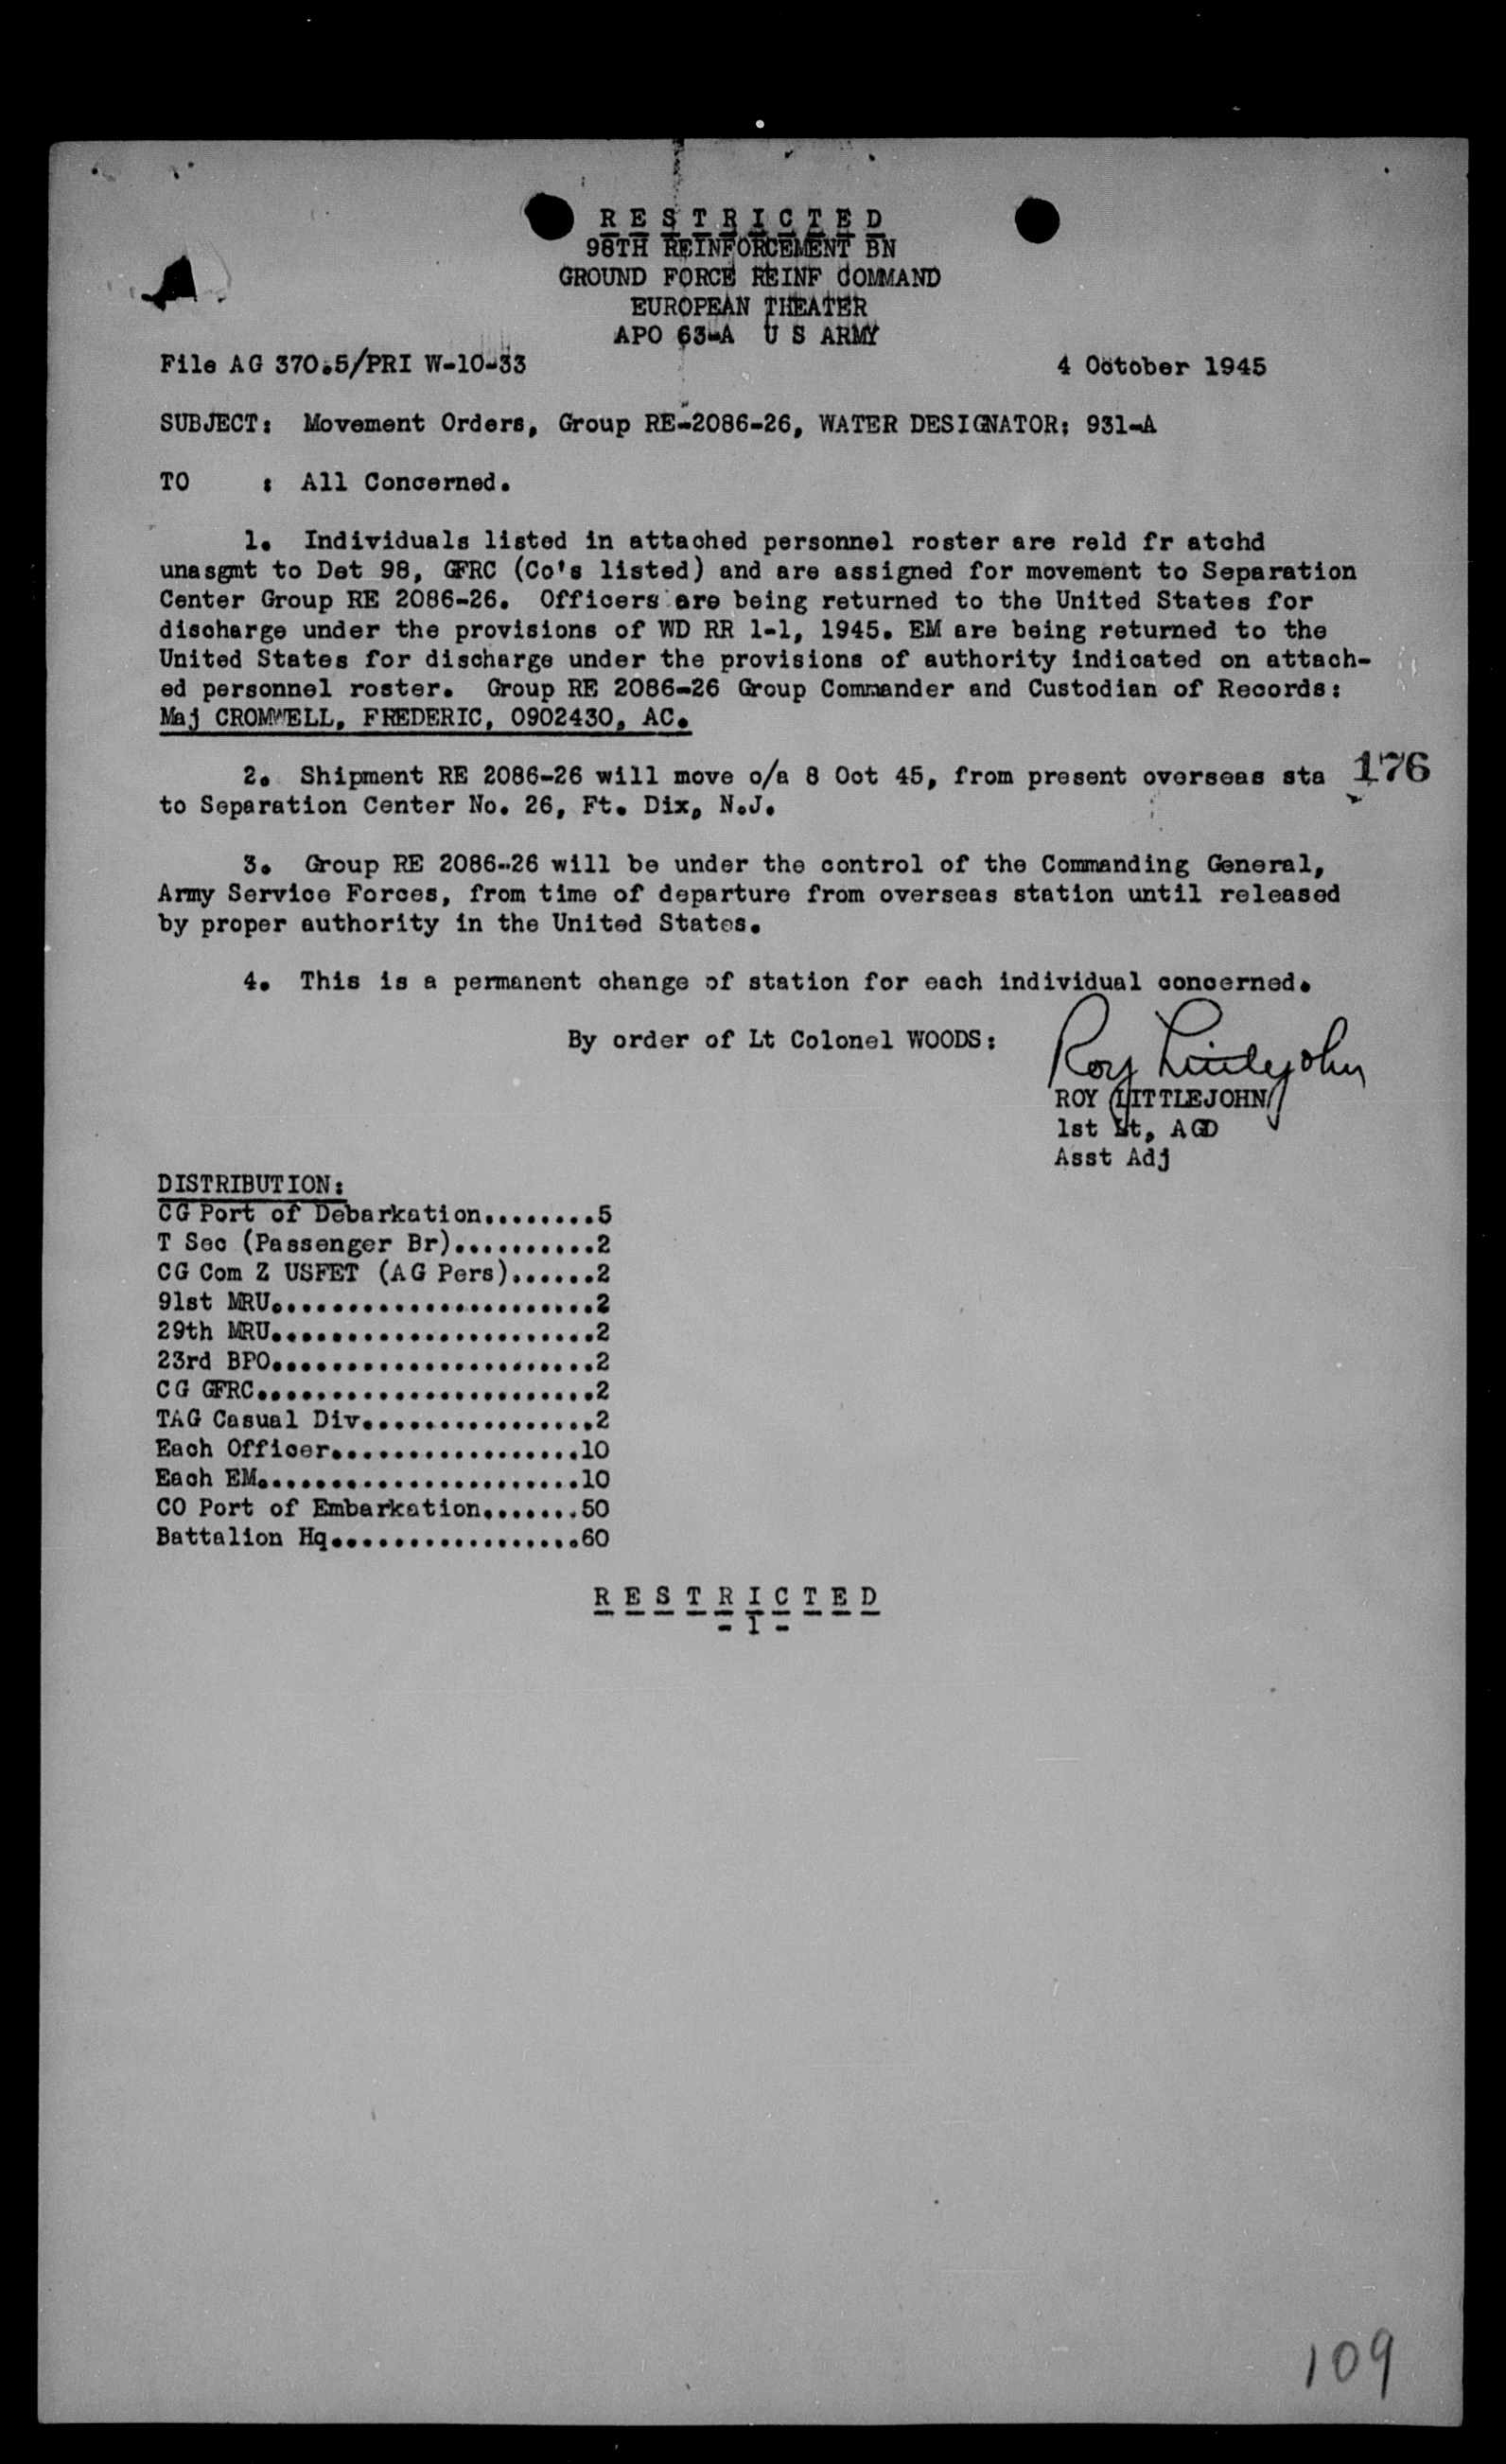 R E S T R I C T E D
98TH REINFORCEMENT BN
GROUND FORCE REINF COMMAND
EUROPEAN THEATER
APO 63-A U S ARMY
File AG 370.5/PRI W-10-33 4 October 1945
SUBJECT: Movement Orders, Group RE-2086-26, WATER DESIGNATOR: 931-A
TO : All Concerned.
1. Individuals listed in attached personnel roster are reld fr atchd
unasgmt to Det 98, GFRC (Co's listed) and are assigned for movement to Separation
Center Group RE 2086-26. Officers are being returned to the United States for
discharge under the provisions of WD RR 1-1, 1945. EM are being returned to the
United States for discharge under the provisions of authority indicated on attach-
ed personnel roster. Group RE 2086-26 Group Commander and Custodian of Records:
Maj CROMWELL, FREDERIC, 0902430, AC.
2. Shipment RE 2086-26 will move o/a 8 Oct 45, from present overseas sta 176
to Separation Center No. 26, Ft. Dix, N.J.
3. Group RE 2086-26 will be under the control of the Commanding General,
Army Service Forces, from time of departure from overseas station until released
by proper authority in the United States.
4. This is a permanent change of station for each individual concerned.
By order of Lt Colonel WOODS:
Roy Littlejohn
ROY LITTLEJOHN
1st Lt, AGD
Asst Adj
DISTRIBUTION:
CG Port of Debarkation........5
T Sec (Passenger Br)..........2
CG Com Z USFET (AG Pers)......2
91st MRU......................2
29th MRU......................2
23rd BPO......................2
CG GFRC.......................2
TAG Casual Div................2
Each Officer.................10
Each EM......................10
CO Port of Embarkation.......50
Battalion Hq.................60
R E S T R I C T E D
- 1 -
109